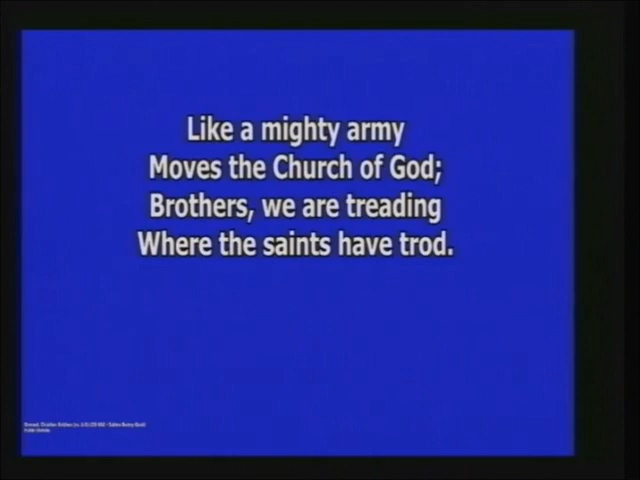 Like a mighty army
Moves the Church of God;
Brothers, we are treading
Where the saints have trod.